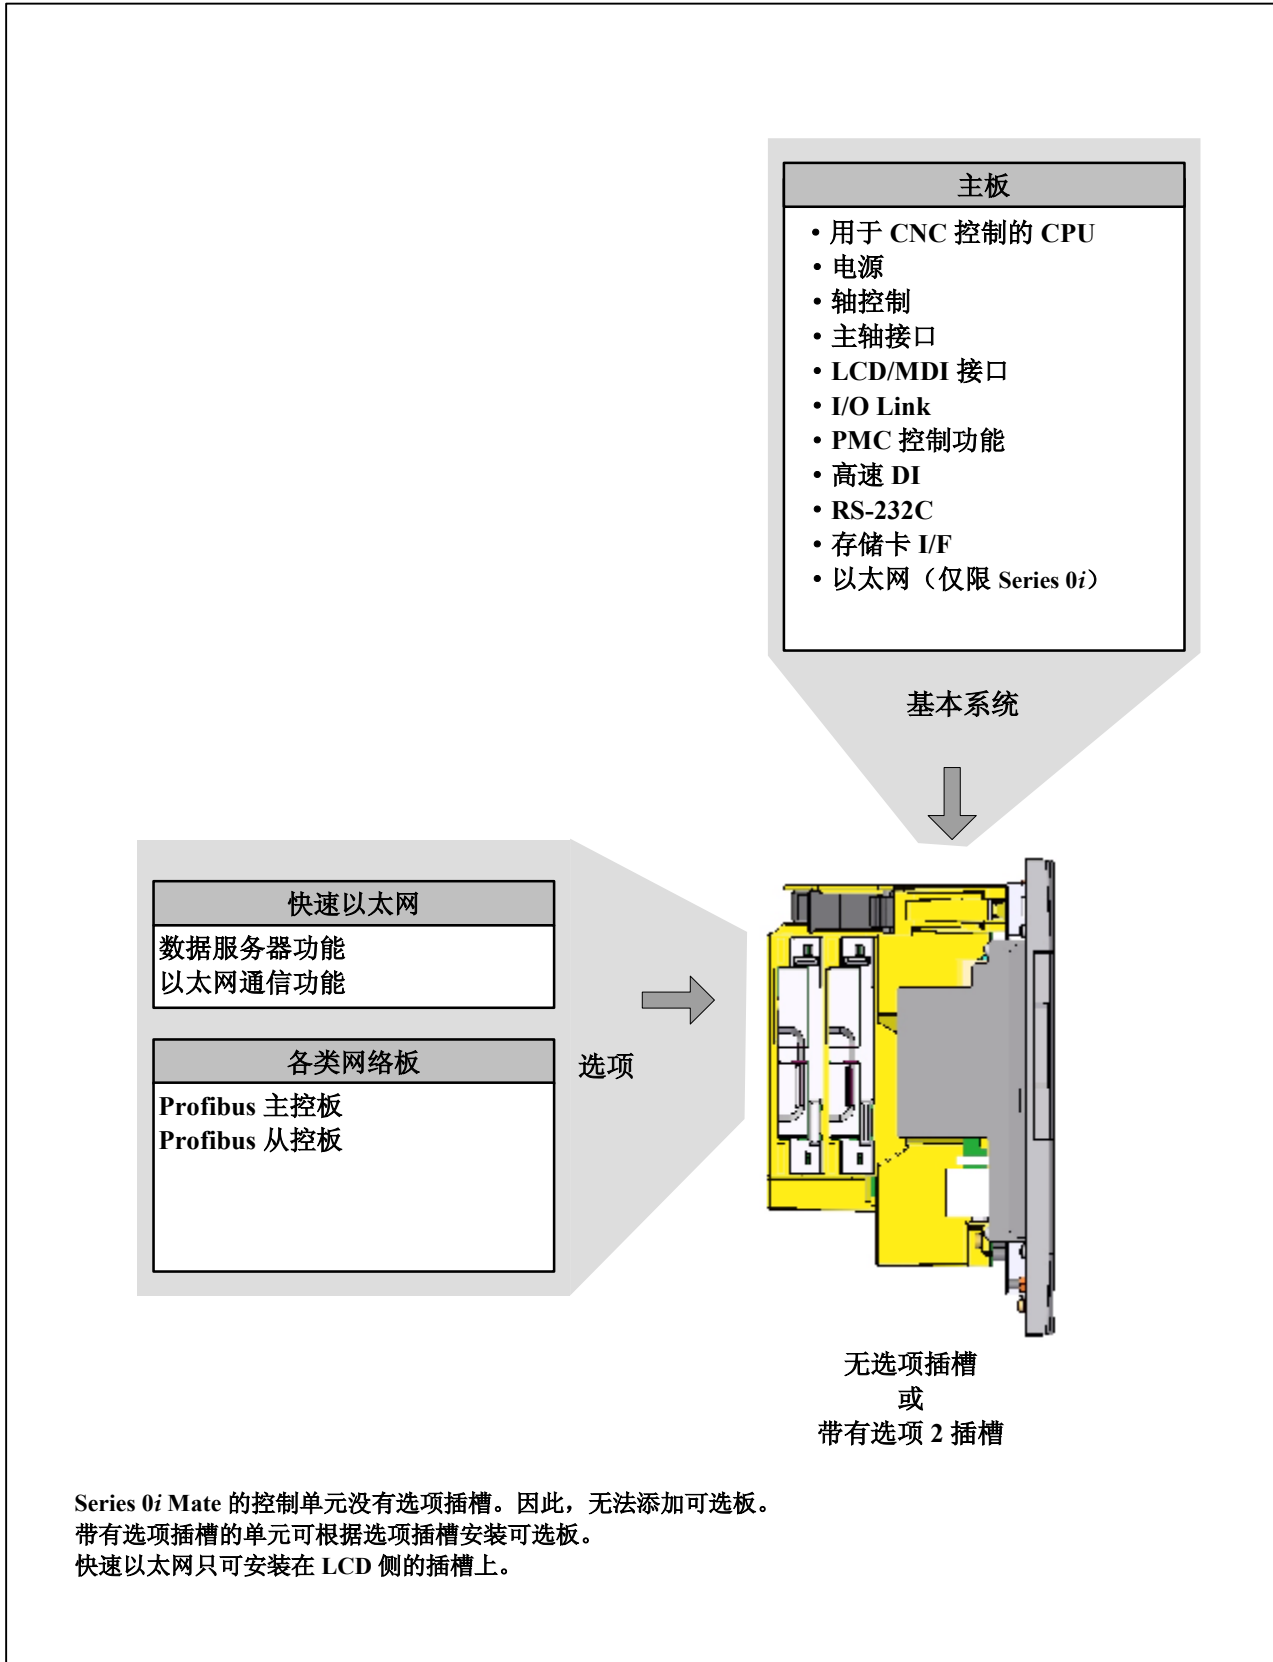 主板
・用于 CNC 控制的 CPU
・电源
・轴控制
・主轴接口
・LCD/MDI 接口
・I/O Link
・PMC 控制功能
・高速 DI
・RS-232C
・存储卡 I/F
・以太网（仅限 Series 0i）
基本系统
快速以太网
数据服务器功能
以太网通信功能
各类网络板
Profibus 主控板
Profibus 从控板
选项
无选项插槽
或
带有选项 2 插槽
Series 0i Mate 的控制单元没有选项插槽。因此，无法添加可选板。
带有选项插槽的单元可根据选项插槽安装可选板。
快速以太网只可安装在 LCD 侧的插槽上。